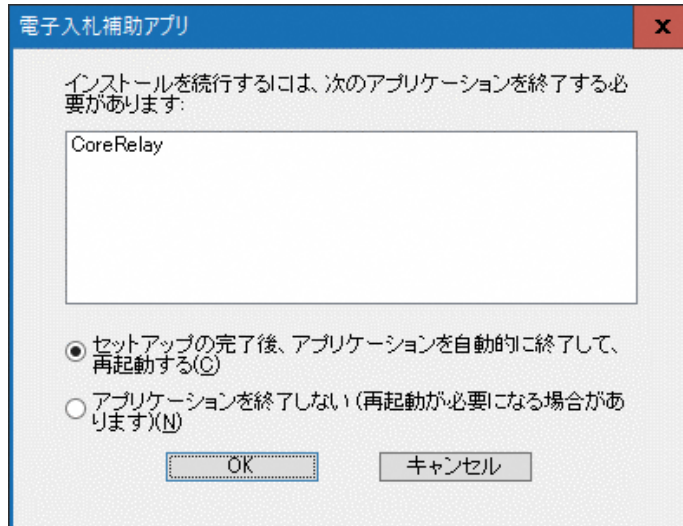 電子入札補助アプリ
x
インストールを続行するには、次のアプリケーションを終了する必
要があります:
CoreRelay
セットアップの完了後、アプリケーションを自動的に終了して、
再起動する(C)
アプリケーションを終了しない (再起動が必要になる場合があ
ります)(N)
OK
キャンセル